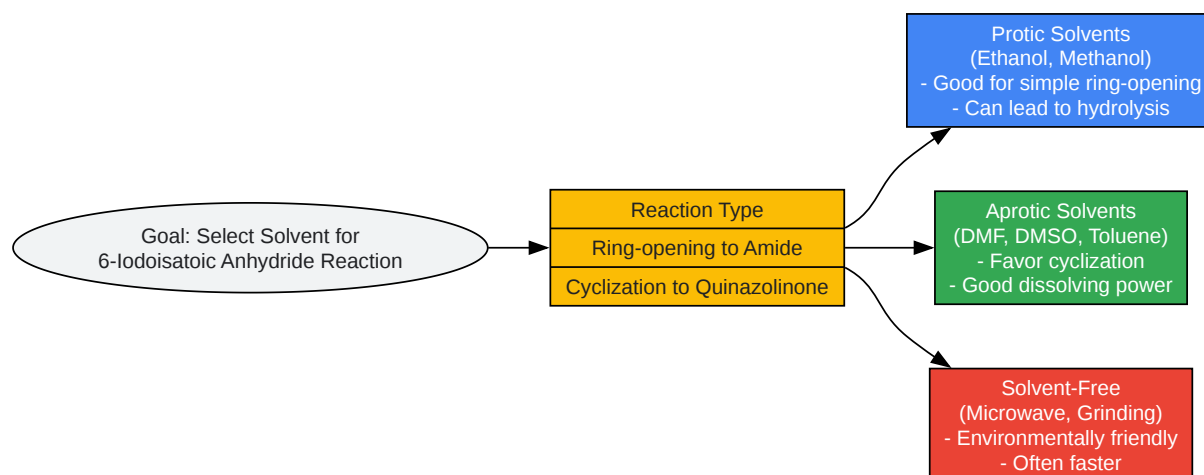 Goal: Select Solvent for
6-Iodoisatoic Anhydride Reaction
Reaction Type
Ring-opening to Amide
Cyclization to Quinazolinone
Protic Solvents
(Ethanol, Methanol)
- Good for simple ring-opening
- Can lead to hydrolysis
Aprotic Solvents
(DMF, DMSO, Toluene)
- Favor cyclization
- Good dissolving power
Solvent-Free
(Microwave, Grinding)
- Environmentally friendly
- Often faster